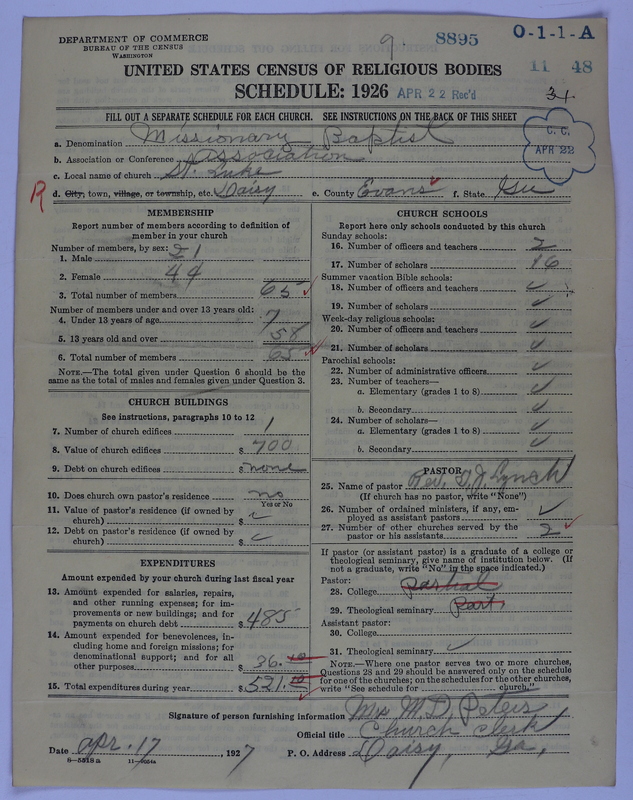 DEPARTMENT OF COMMERCE
BUREAU OF THE CENSUS
WASHINGTON
9
8895
O-1-1-A
11 48
UNITED STATES CENSUS OF RELIGIOUS BODIES
SCHEDULE: 1926
APR 22 Rec'd
FILL OUT A SEPARATE SCHEDULE FOR EACH CHURCH. SEE INSTRUCTIONS ON THE BACK OF THIS SHEET
C. C.
APR 22
a. Denomination Missionary Baptist
b. Association or Conference Association
c. Local name of church St. Luke
R
d. City, town, village, or township, etc. Daisy e. County Evans f. State
MEMBERSHIP
Report number of members according to definition of
member in your church
Number of members, by sex:
1. Male 21
2. Female 44
3. Total number of members 65
Number of members under and over 13 years old:
4. Under 13 years of age 7
5. 13 years old and over 58
6. Total number of members 65
NOTE.—The total given under Question 6 should be
same as the total of males and females given under Question 3.
CHURCH BUILDINGS
See instructions, paragraphs 10 to 12
7. Number of church edifices 1
8. Value of church edifices $ 700
9. Debt on church edifices $ none
10. Does church own pastor's residence no
Yes or No
11. Value of pastor's residence (if owned by
church) $
12. Debt on pastor's residence (if owned by
church) $
EXPENDITURES
Amount expended by your church during last fiscal year
13. Amount expended for salaries, repairs,
and other running expenses; for im-
provements or new buildings; and for
payments on church debt $ 485
14. Amount expended for benevolences, in-
cluding home and foreign missions; for
denominational support; and for all
other purposes 36.10
15. Total expenditures during year $ 521.10
CHURCH SCHOOLS
Report here only schools conducted by this church
Sunday schools:
16. Number of officers and teachers 2
17. Number of scholars 16
Summer vacation Bible schools:
18. Number of officers and teachers ✓
19. Number of scholars ✓
Week-day religious schools:
20. Number of officers and teachers ✓
21. Number of scholars ✓
Parochial schools:
22. Number of administrative officers ✓
23. Number of teachers—
a. Elementary (grades 1 to 8) ✓
b. Secondary ✓
24. Number of scholars—
a. Elementary (grades 1 to 8) ✓
b. Secondary ✓
PASTOR
25. Name of pastor Rev. Lynch
(If church has no pastor, write "None")
26. Number of ordained ministers, if any, em-
ployed as assistant pastors ✓
27. Number of other churches served by the
pastor or his assistants 2
If pastor (or assistant pastor) is a graduate of a college or
theological seminary, give name of institution below. (If
not a graduate, write "No" in the space indicated.)
Pastor:
28. College partial
29. Theological seminary Part
Assistant pastor:
30. College
31. Theological seminary ✓
NOTE.—Where one pastor serves two or more churches,
Questions 28 and 29 should be answered only on the schedule
for one of the churches; on the schedules for the other churches,
write "See schedule for church."
Signature of person furnishing information Mrs M. D. Peters
Official title Church clerk
Date apr. 17, 1927 P. O. Address Daisy, Ga,
8—5518 a 11—9054a